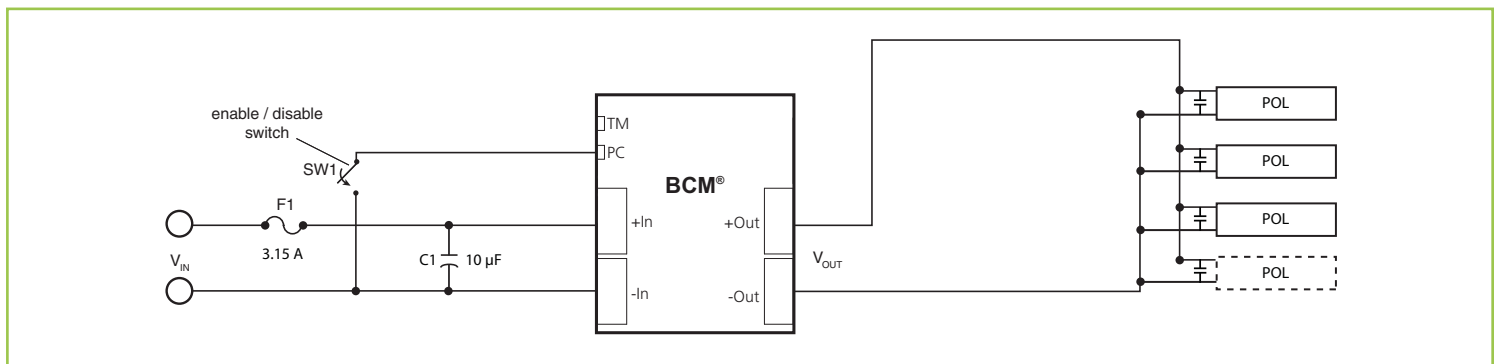 enable / disable
switch
SW1
F1
3.15 A
V_IN
C1 10 µF
TM
PC
+In
-In
BCM®
+Out
-Out
V_OUT
POL
POL
POL
POL